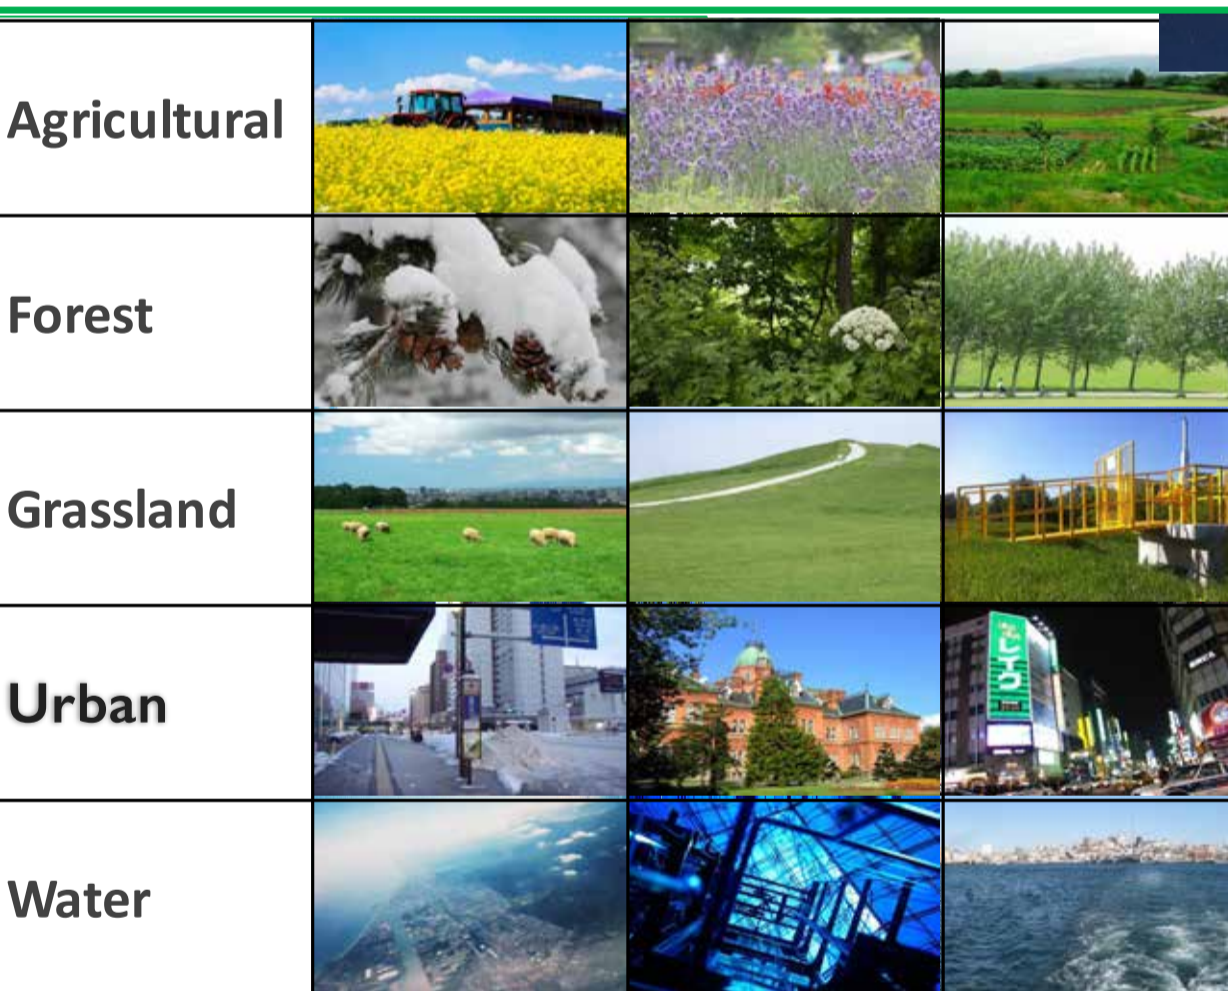 Agricultural
Forest
Grassland
Urban
レイク
Water